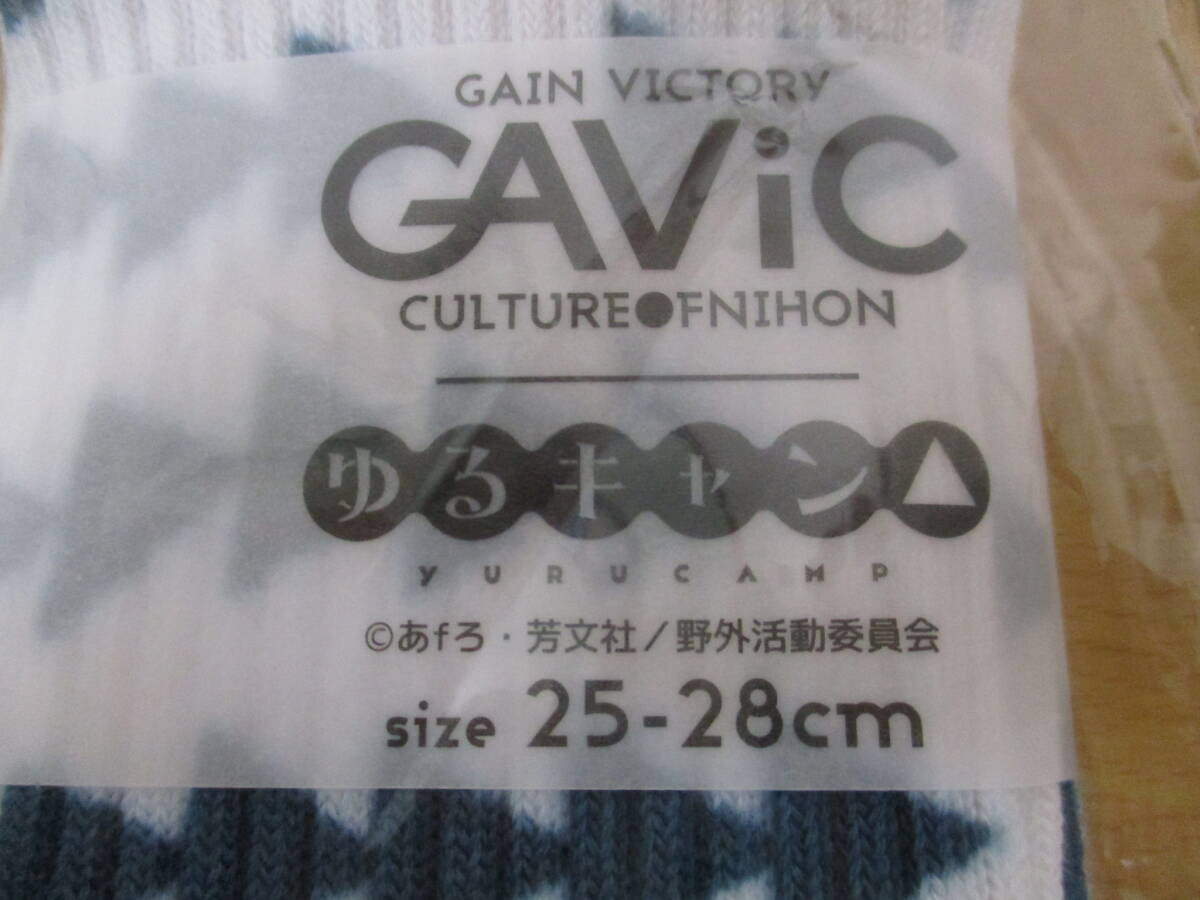 GAIN VICTORY
GAViC
CULTURE●OFNIHON
ゆるキャン△
YURUCAMP
©あfろ・芳文社／野外活動委員会
size 25-28cm